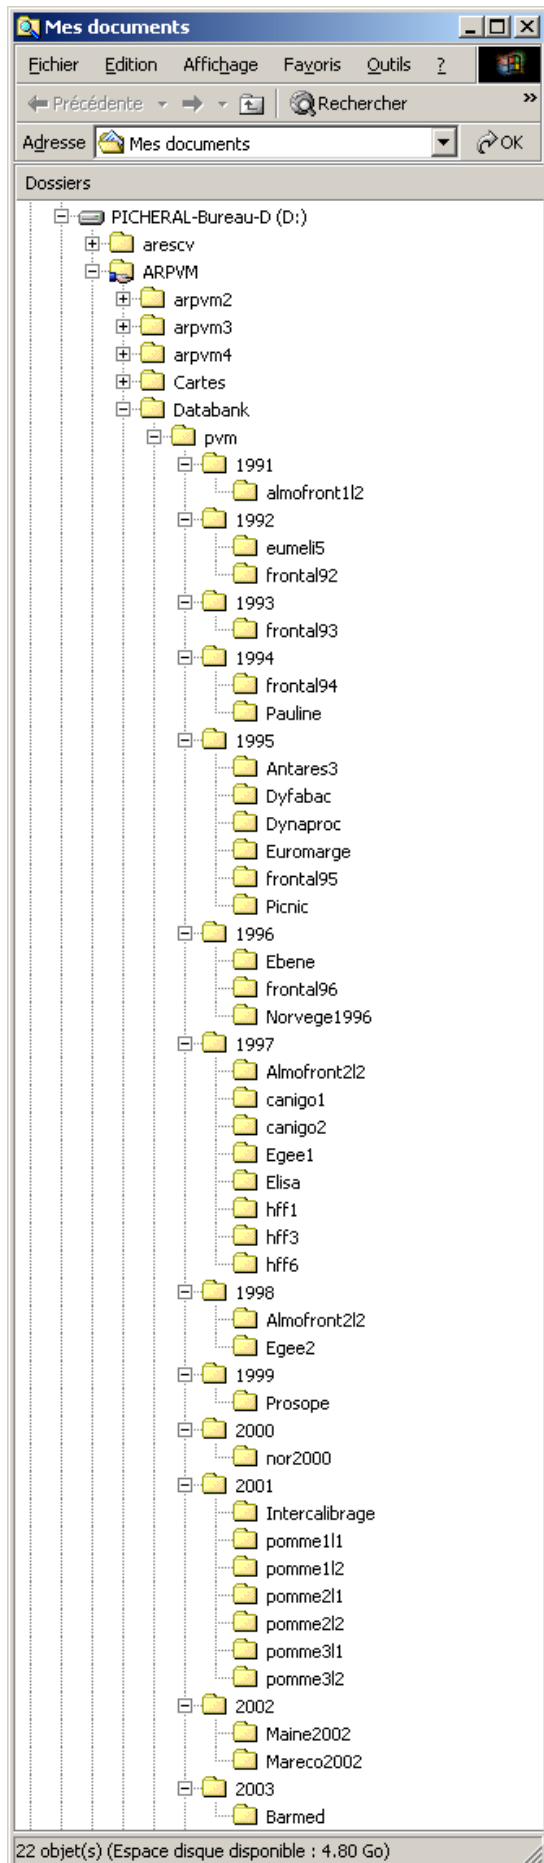 Mes documents
Fichier Edition Affichage Favoris Outils ?
Précédente Rechercher »
Adresse Mes documents OK
Dossiers
PICHERAL-Bureau-D (D:)
arescv
ARPVM
arpvm2
arpvm3
arpvm4
Cartes
Databank
pvm
1991
almofront1l2
1992
eumeli5
frontal92
1993
frontal93
1994
frontal94
Pauline
1995
Antares3
Dyfabac
Dynaproc
Euromarge
frontal95
Picnic
1996
Ebene
frontal96
Norvege1996
1997
Almofront2l2
canigo1
canigo2
Egee1
Elisa
hff1
hff3
hff6
1998
Almofront2l2
Egee2
1999
Prosope
2000
nor2000
2001
Intercalibrage
pomme1l1
pomme1l2
pomme2l1
pomme2l2
pomme3l1
pomme3l2
2002
Maine2002
Mareco2002
2003
Barmed
22 objet(s) (Espace disque disponible : 4.80 Go)